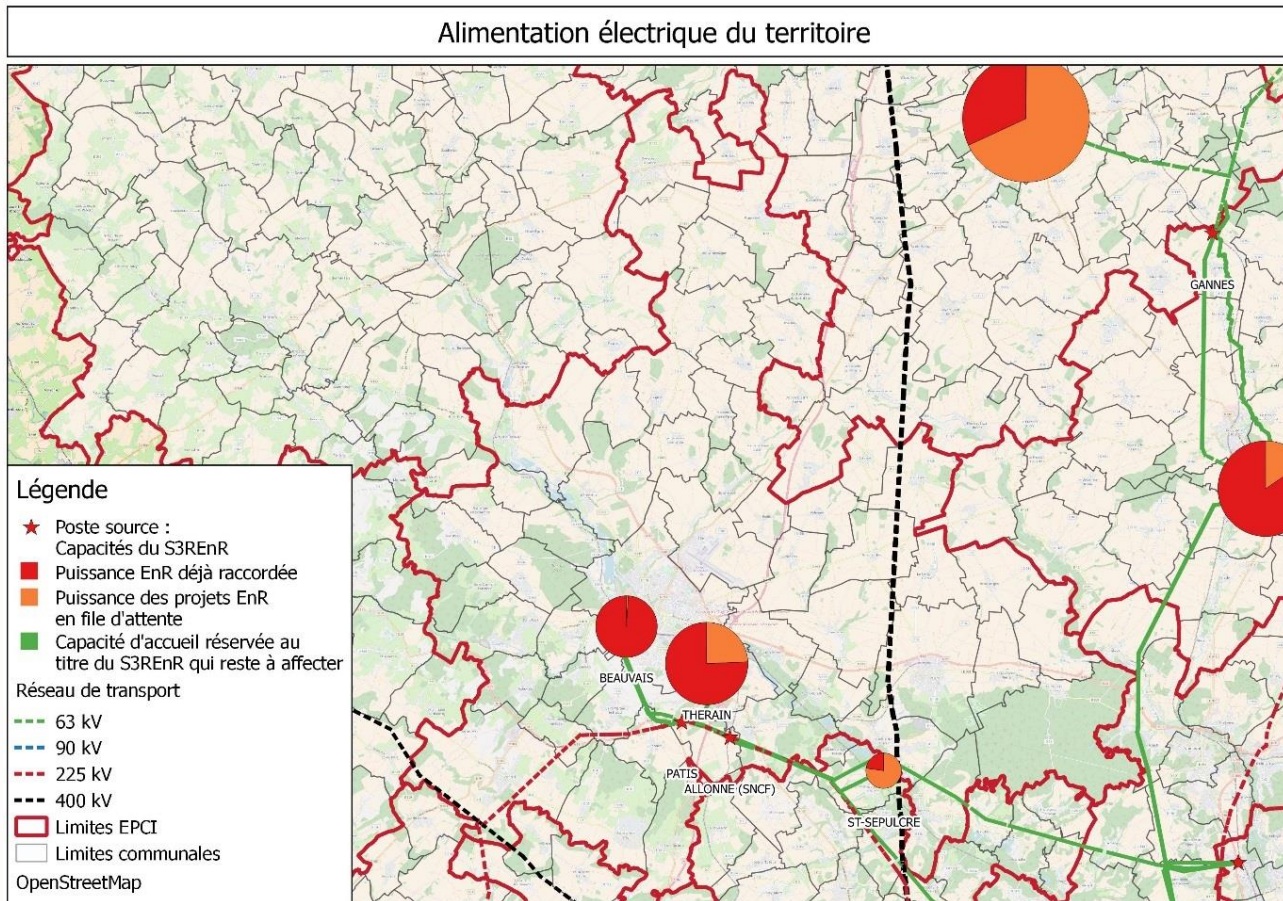 Alimentation électrique du territoire
GANNES
BEAUVAIS
THERAIN
PATIS
ALLONNE (SNCF)
ST-SEPULCRE
Légende
Poste source :
Capacités du S3REnR
Puissance EnR déjà raccordée
Puissance des projets EnR
en file d'attente
Capacité d'accueil réservée au
titre du S3REnR qui reste à affecter
Réseau de transport
63 kV
90 kV
225 kV
400 kV
Limites EPCI
Limites communales
OpenStreetMap